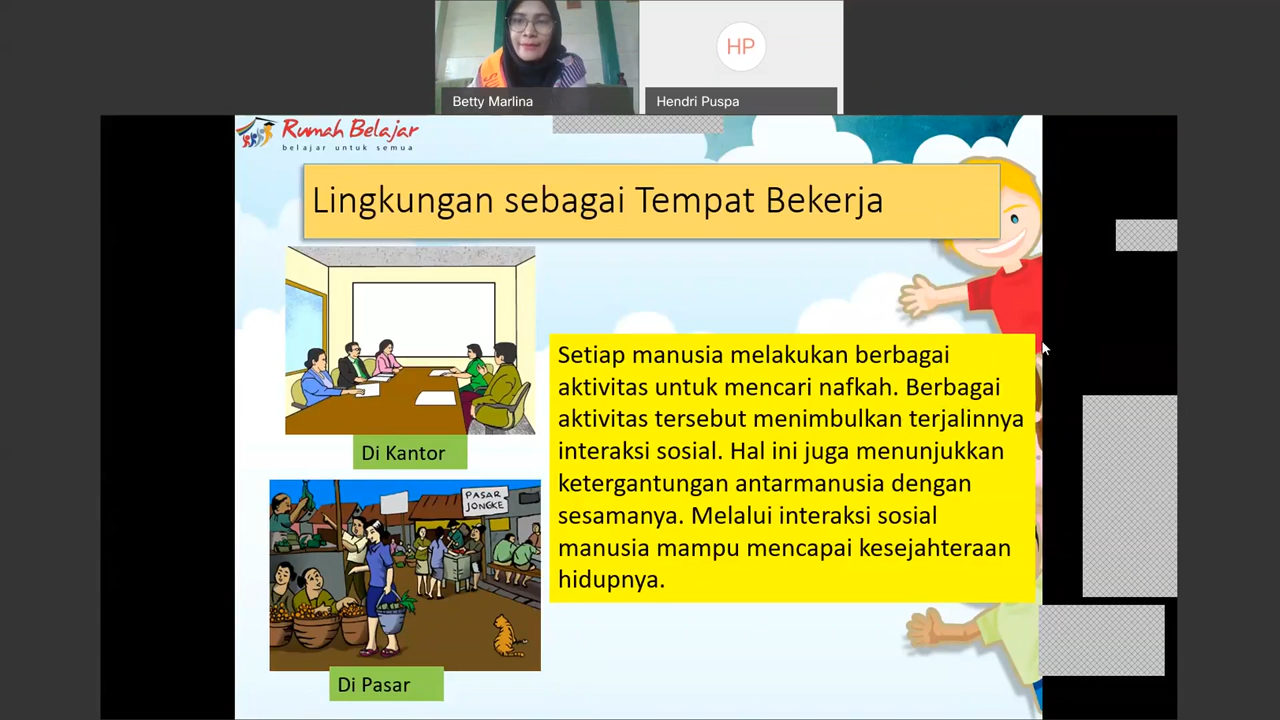 HP
Betty Marlina
Hendri Puspa
Rumah Belajar
belajar untuk semua
Lingkungan sebagai Tempat Bekerja
Di Kantor
PASAR
JONGKE
Di Pasar
Setiap manusia melakukan berbagai
aktivitas untuk mencari nafkah. Berbagai
aktivitas tersebut menimbulkan terjalinnya
interaksi sosial. Hal ini juga menunjukkan
ketergantungan antarmanusia dengan
sesamanya. Melalui interaksi sosial
manusia mampu mencapai kesejahteraan
hidupnya.